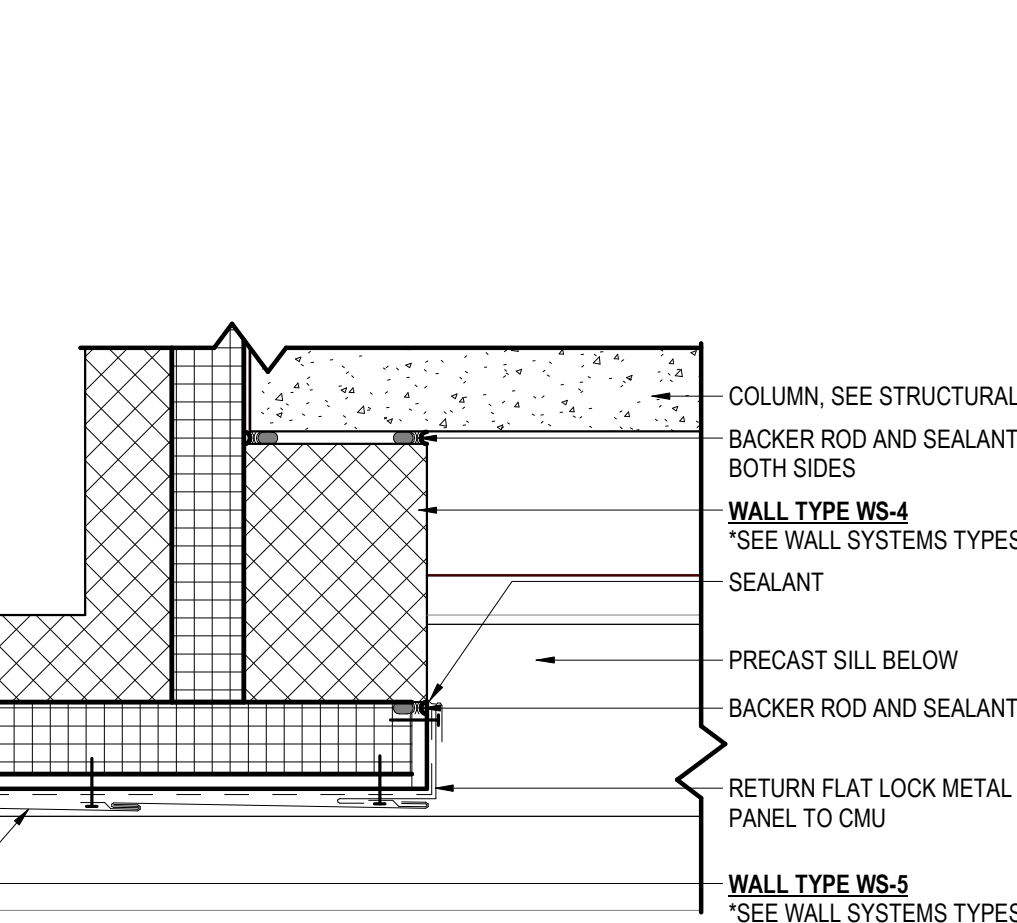 COLUMN, SEE STRUCTURAL
BACKER ROD AND SEALANT
BOTH SIDES
WALL TYPE WS-4
*SEE WALL SYSTEMS TYPES
SEALANT
PRECAST SILL BELOW
BACKER ROD AND SEALANT
RETURN FLAT LOCK METAL
PANEL TO CMU
WALL TYPE WS-5
*SEE WALL SYSTEMS TYPES